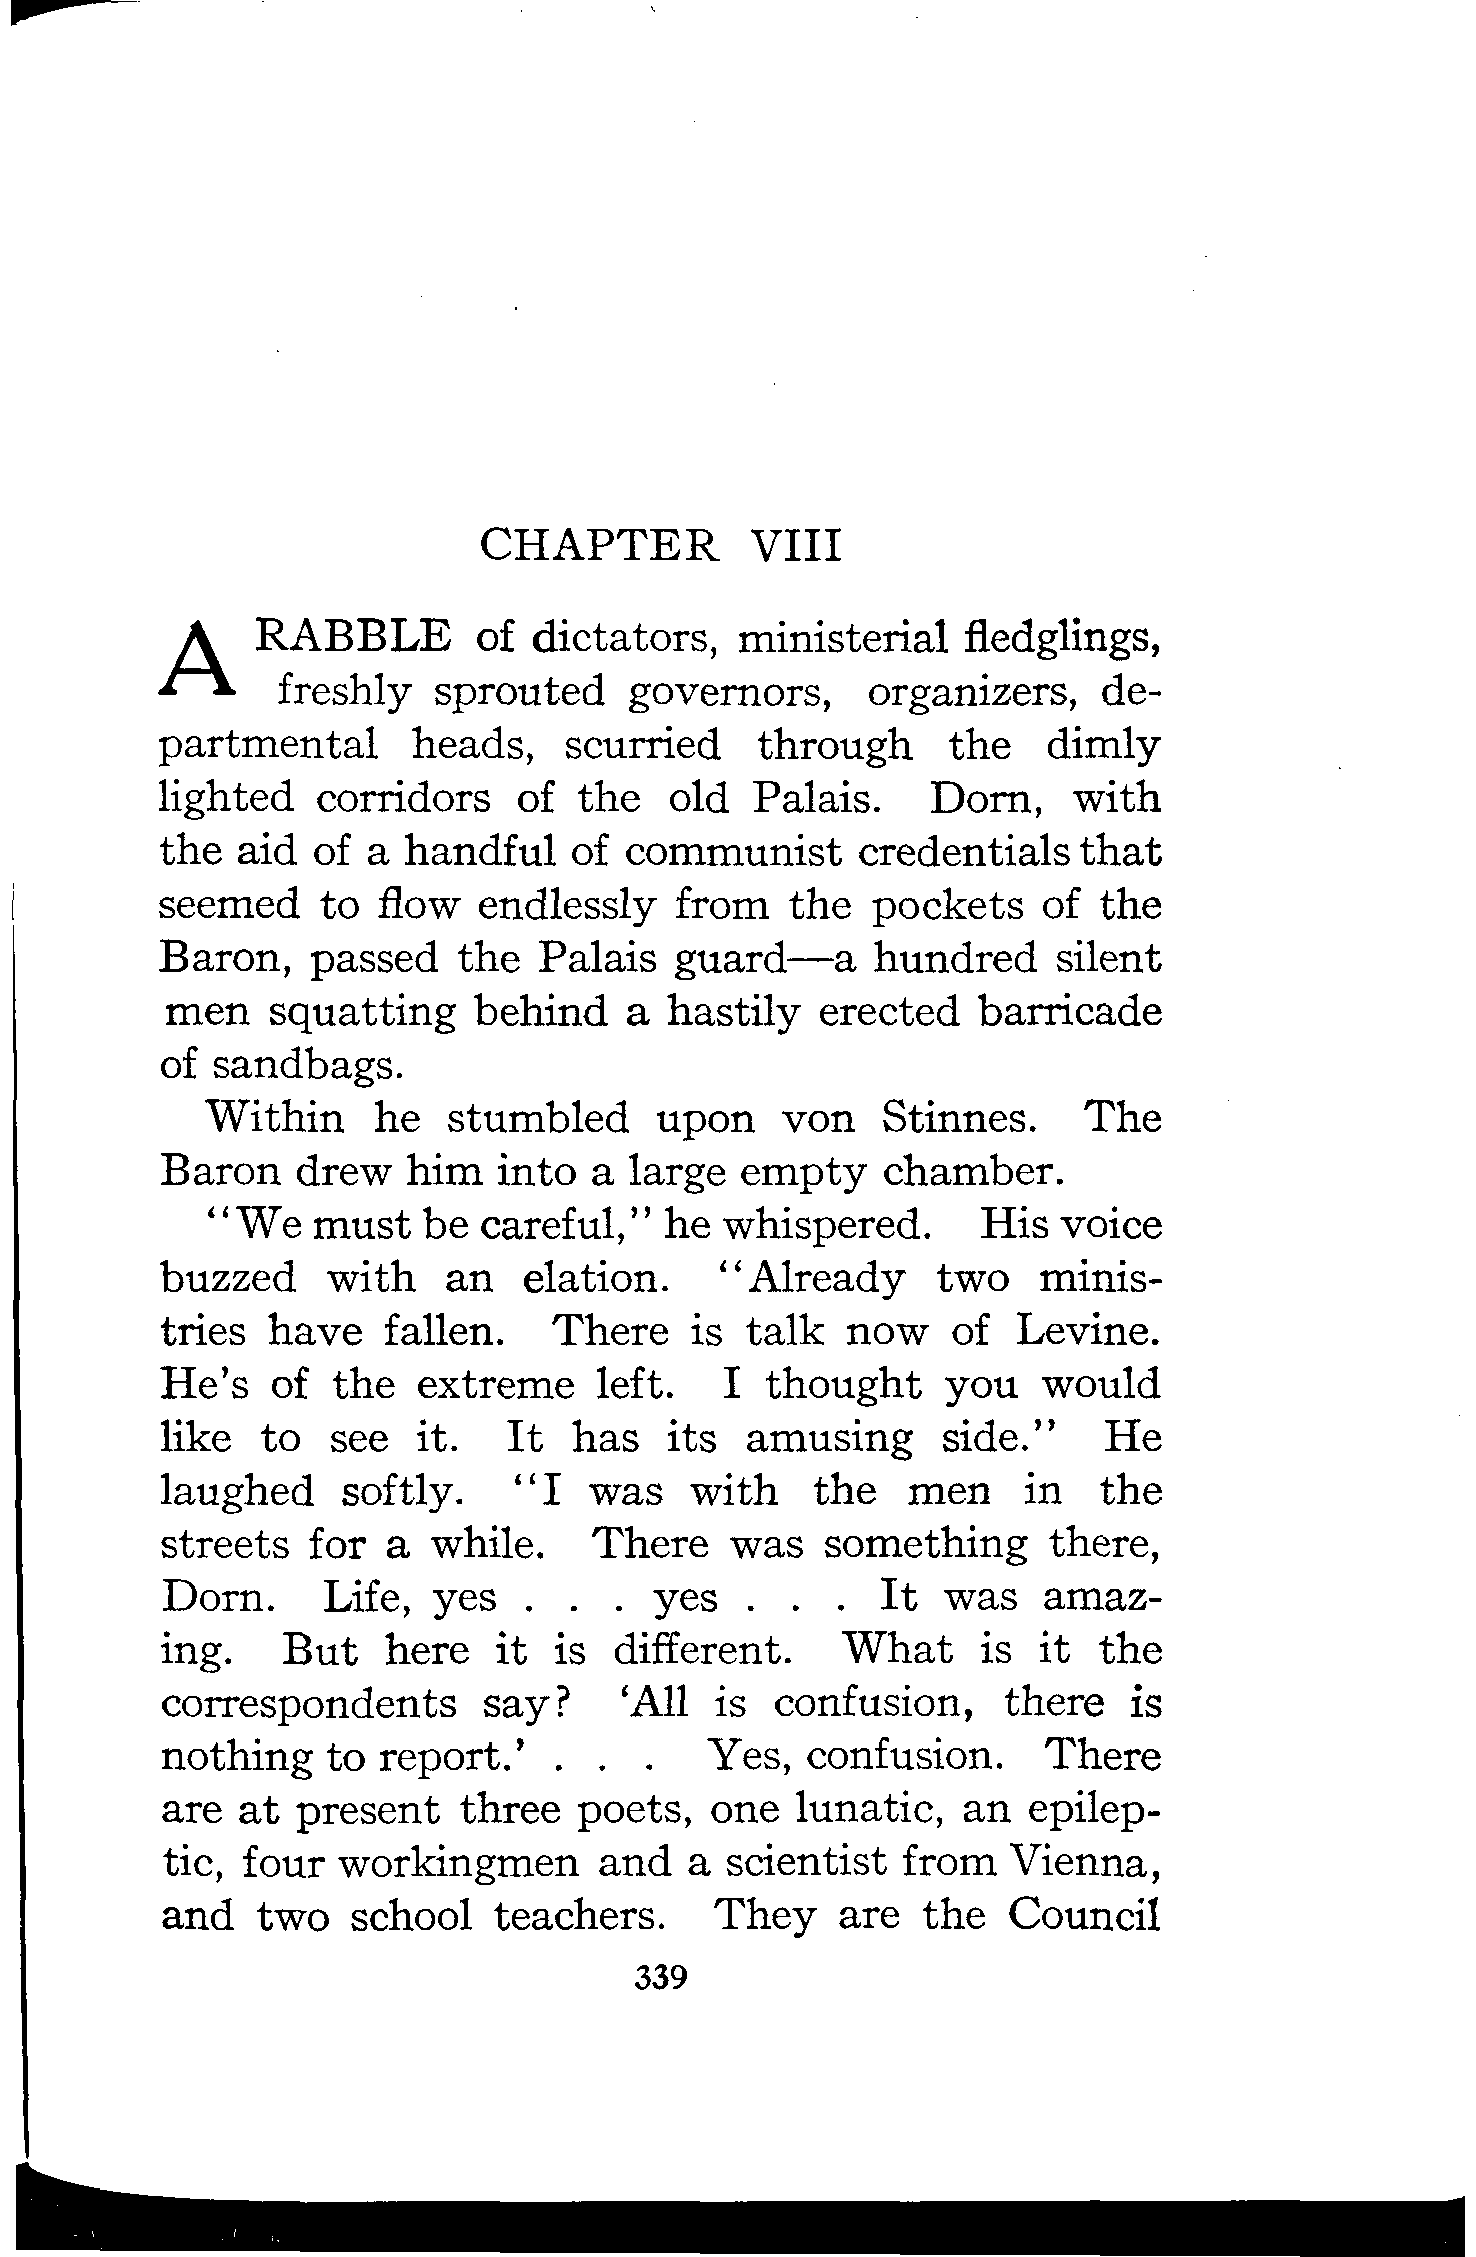 CHAPTER VIII
A RABBLE of dictators, ministerial fledglings,
freshly sprouted governors, organizers, de-
partmental heads, scurried through the dimly
lighted corridors of the old Palais. Dorn, with
the aid of a handful of communist credentials that
seemed to flow endlessly from the pockets of the
Baron, passed the Palais guard—a hundred silent
men squatting behind a hastily erected barricade
of sandbags.
Within he stumbled upon von Stinnes. The
Baron drew him into a large empty chamber.
“We must be careful,” he whispered. His voice
buzzed with an elation. “Already two minis-
tries have fallen. There is talk now of Levine.
He’s of the extreme left. I thought you would
like to see it. It has its amusing side.” He
laughed softly. “I was with the men in the
streets for a while. There was something there,
Dorn. Life, yes . . . yes . . . It was amaz-
ing. But here it is different. What is it the
correspondents say? ‘All is confusion, there is
nothing to report.’ . . . Yes, confusion. There
are at present three poets, one lunatic, an epilep-
tic, four workingmen and a scientist from Vienna,
and two school teachers. They are the Council
339